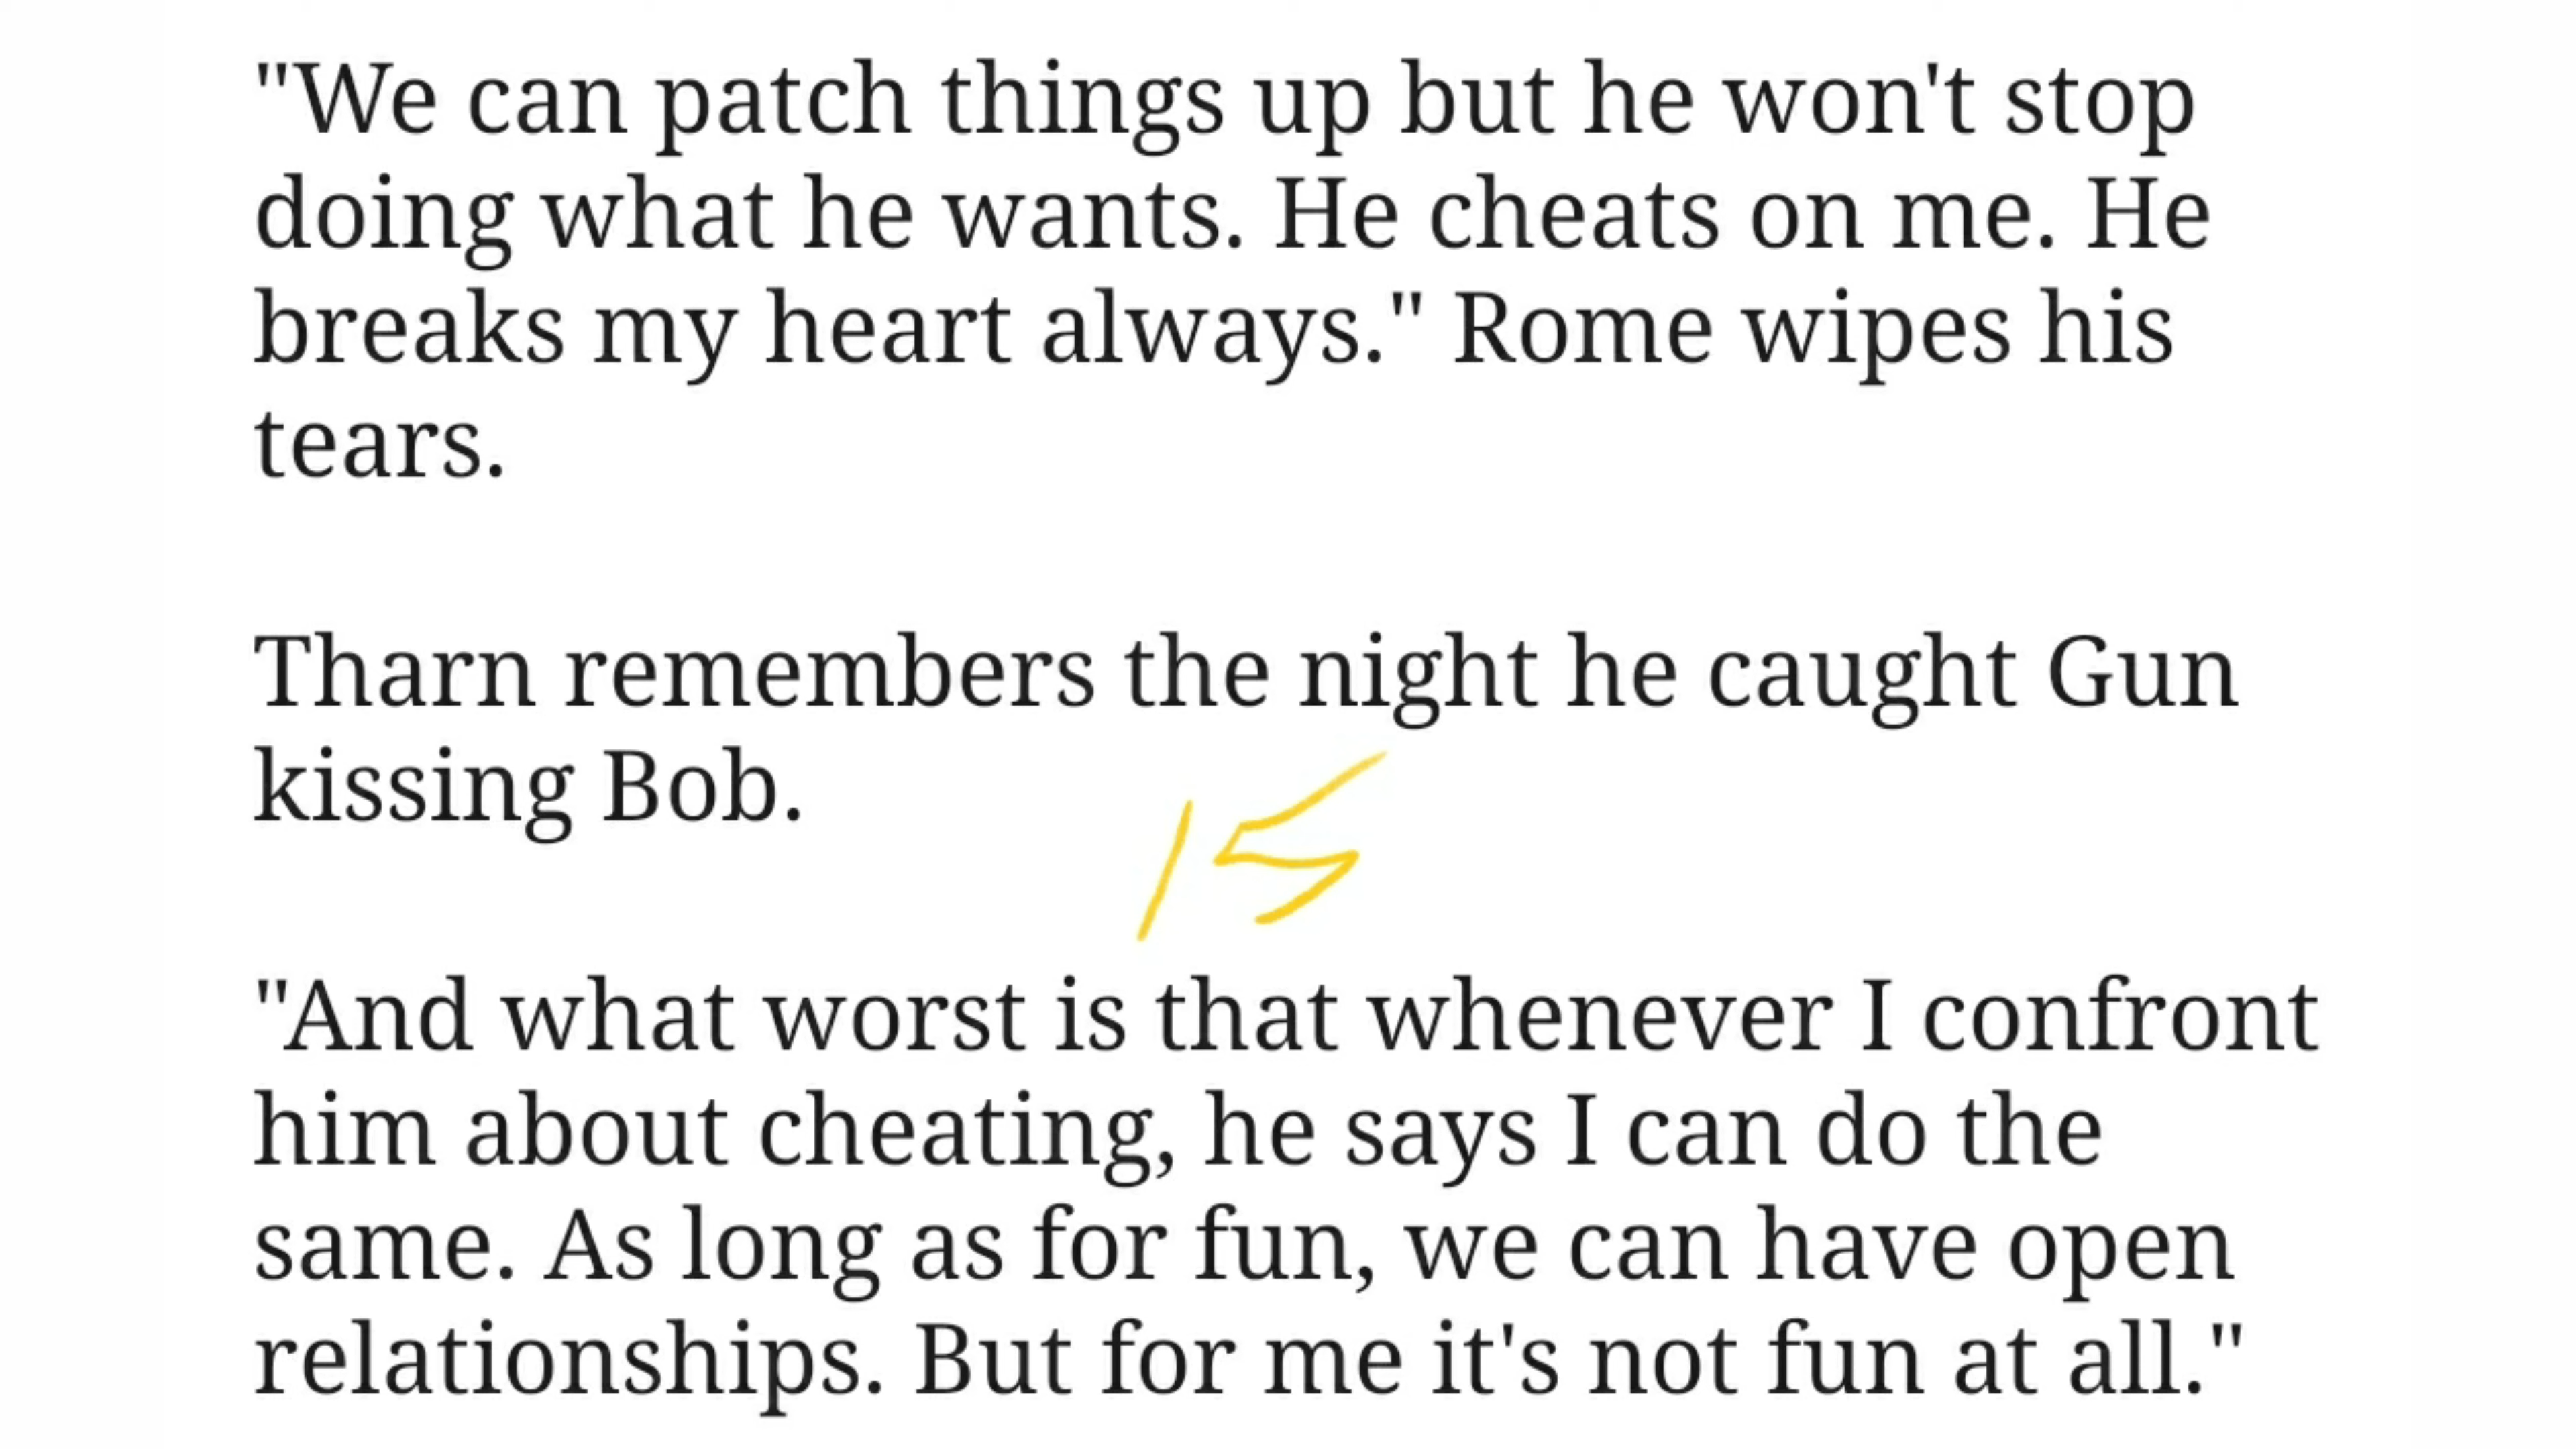 "We can patch things up but he won't stop
doing what he wants. He cheats on me. He
breaks my heart always." Rome wipes his
tears.
Tharn remembers the night he caught Gun
kissing Bob.
15
"And what worst is that whenever I confront
him about cheating, he says I can do the
same. As long as for fun, we can have open
relationships. But for me it's not fun at all."